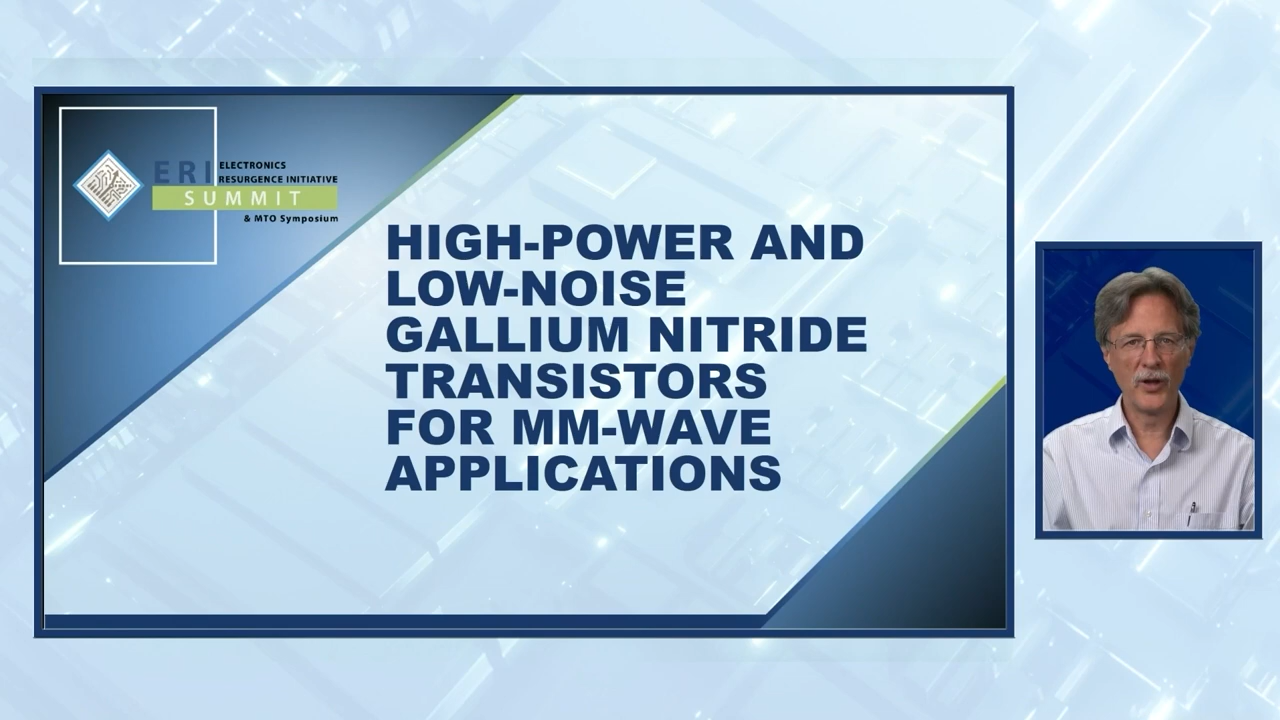 ERI ELECTRONICS
RESURGENCE INITIATIVE
SUMMIT
& MTO Symposium
HIGH-POWER AND
LOW-NOISE
GALLIUM NITRIDE
TRANSISTORS
FOR MM-WAVE
APPLICATIONS